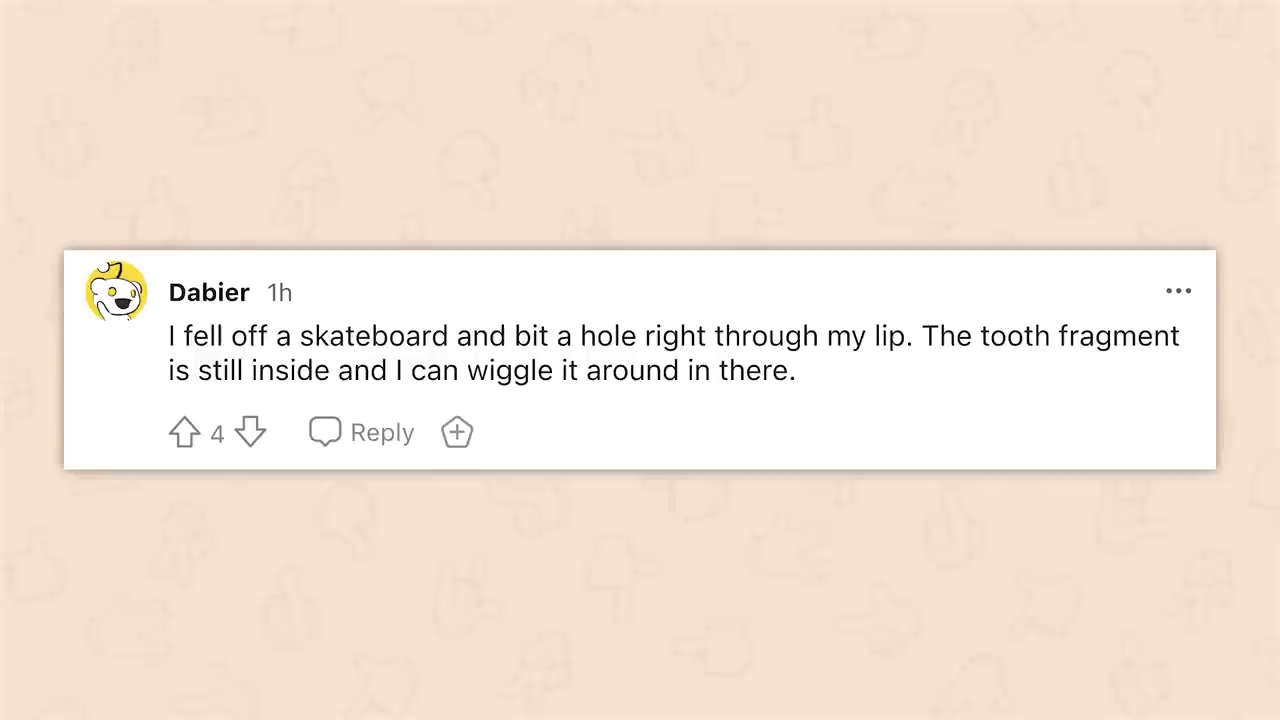 Dabier 1h
I fell off a skateboard and bit a hole right through my lip. The tooth fragment
is still inside and I can wiggle it around in there.
4 Reply